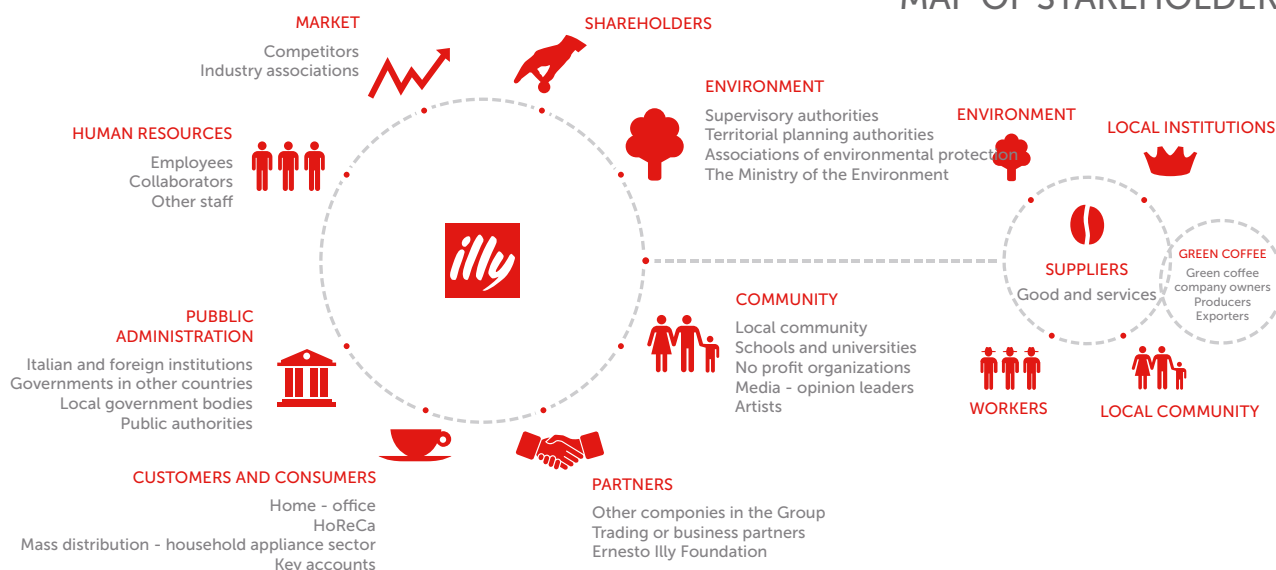 MAP OF STAKEHOLDER
MARKET
Competitors
Industry associations
SHAREHOLDERS
ENVIRONMENT
Supervisory authorities
Territorial planning authorities
Associations of environmental protection
The Ministry of the Environment
HUMAN RESOURCES
Employees
Collaborators
Other staff
illy
PUBBLIC
ADMINISTRATION
Italian and foreign institutions
Governments in other countries
Local government bodies
Public authorities
COMMUNITY
Local community
Schools and universities
No profit organizations
Media - opinion leaders
Artists
CUSTOMERS AND CONSUMERS
Home - office
HoReCa
Mass distribution - household appliance sector
Key accounts
PARTNERS
Other componies in the Group
Trading or business partners
Ernesto Illy Foundation
ENVIRONMENT
LOCAL INSTITUTIONS
SUPPLIERS
Good and services
GREEN COFFEE
Green coffee
company owners
Producers
Exporters
WORKERS
LOCAL COMMUNITY